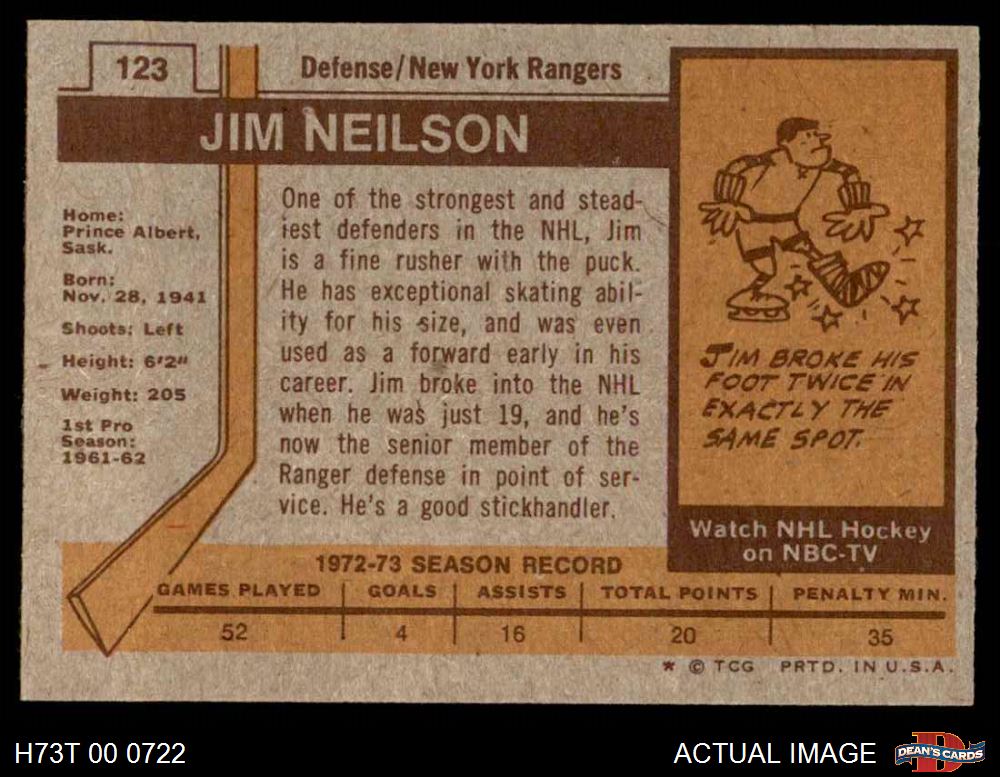 123
Defense/New York Rangers
JIM NEILSON
Home:
Prince Albert,
Sask.
Born:
Nov. 28, 1941
Shoots: Left
Height: 6'2"
Weight: 205
1st Pro
Season:
1961-62
One of the strongest and stead-
iest defenders in the NHL, Jim
is a fine rusher with the puck.
He has exceptional skating abil-
ity for his size, and was even
used as a forward early in his
career. Jim broke into the NHL
when he was just 19, and he's
now the senior member of the
Ranger defense in point of ser-
vice. He's a good stickhandler.
JIM BROKE HIS
FOOT TWICE IN
EXACTLY THE
SAME SPOT.
Watch NHL Hockey
on NBC-TV
1972-73 SEASON RECORD
GAMES PLAYED GOALS ASSISTS TOTAL POINTS PENALTY MIN.
52 4 16 20 35
* © TCG PRTD. IN U.S.A.
H73T 00 0722
ACTUAL IMAGE
DEAN'S CARDS